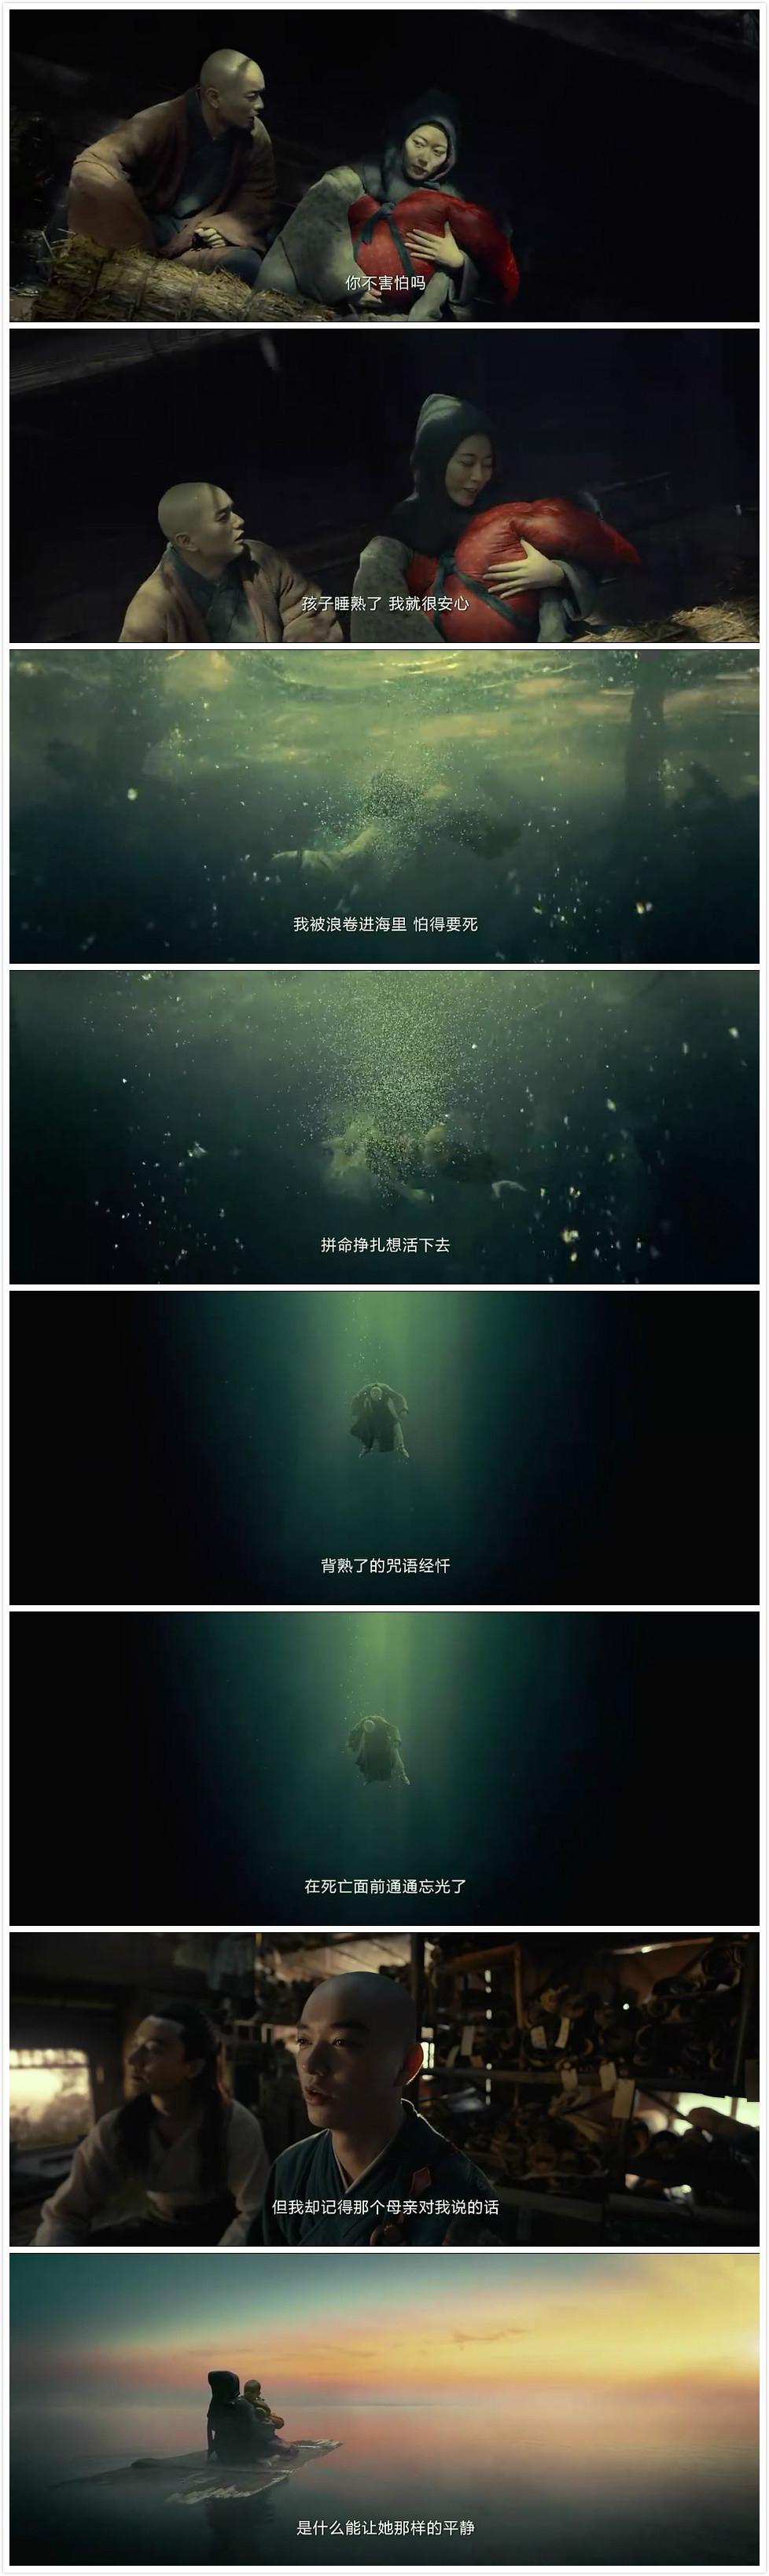 你不害怕吗
孩子睡熟了 我就很安心
我被浪卷进海里 怕得要死
拼命挣扎想活下去
背熟了的咒语经忏
在死亡面前通通忘光了
但我却记得那个母亲对我说的话
是什么能让她那样的平静